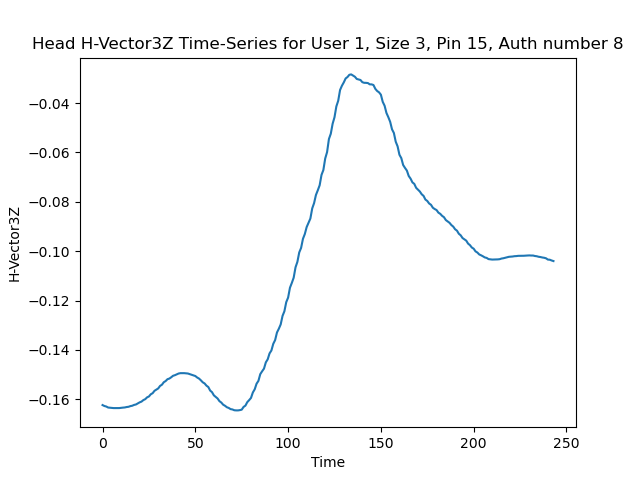 Head H-Vector3Z Time-Series for User 1, Size 3, Pin 15, Auth number 8
−0.04
−0.06
−0.08
−0.10
−0.12
−0.14
−0.16
H-Vector3Z
0 50 100 150 200 250
Time